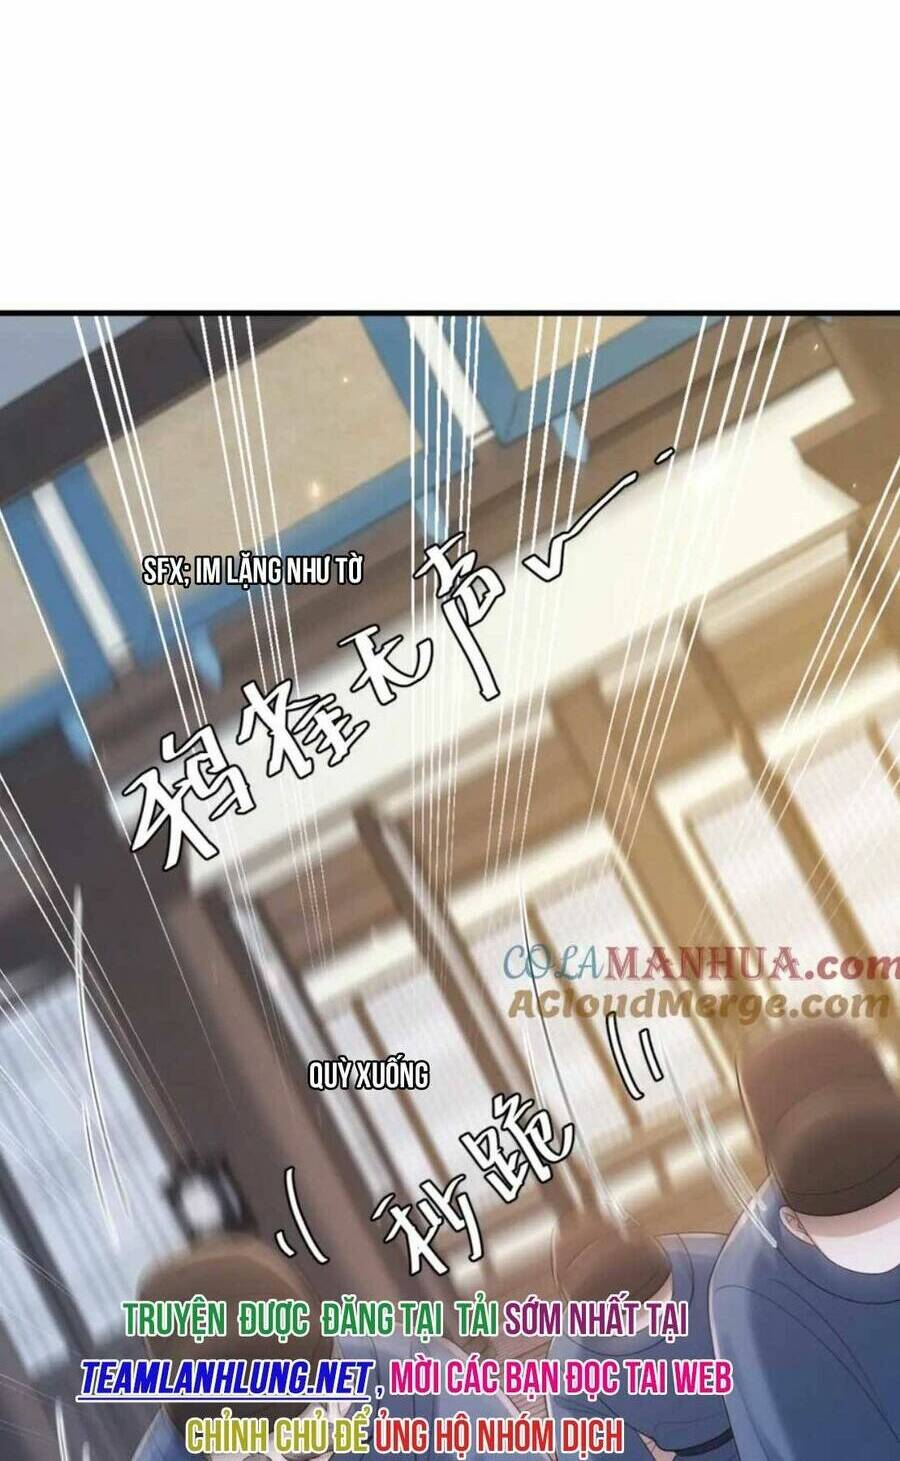 SFX; IM LẶNG NHƯ TỜ
鸦雀无声
COLAMANHUA.com
ACloudMerge.com
QUỲ XUỐNG
秒跪
TRUYỆN ĐƯỢC ĐĂNG TẠI TẢI SỚM NHẤT TẠI
TEAMLANHLUNG.NET, MỜI CÁC BẠN ĐỌC TẠI WEB
CHỈNH CHỦ ĐỂ ỦNG HỘ NHÓM DỊCH